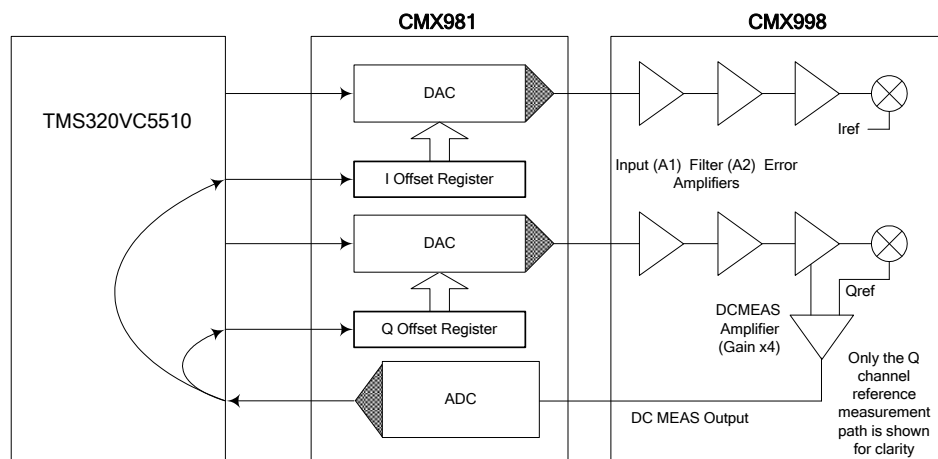 CMX981
CMX998
DAC
TMS320VC5510
Iref
I Offset Register
Input (A1) Filter (A2) Error
Amplifiers
DAC
Qref
Q Offset Register
DCMEAS
Amplifier
(Gain x4)
ADC
DC MEAS Output
Only the Q
channel
reference
measurement
path is shown
for clarity